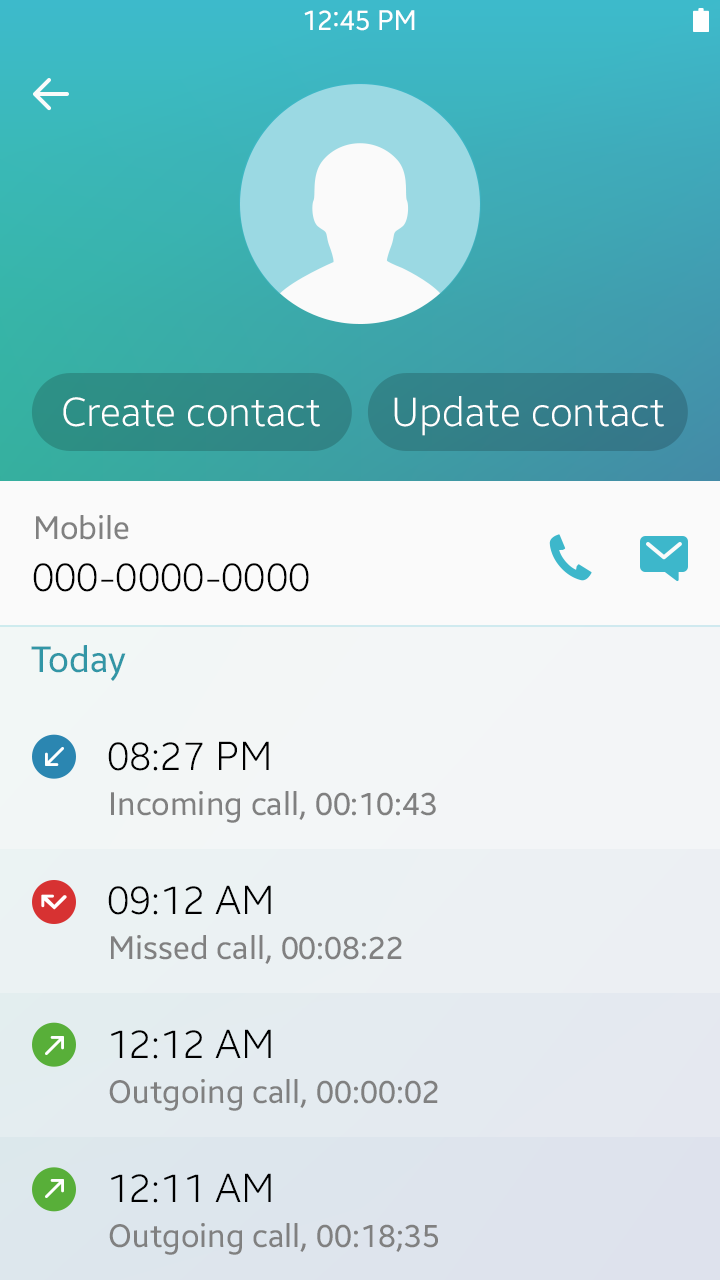 12:45 PM
Create contact
Update contact
Mobile
000-0000-0000
Today
08:27 PM
Incoming call, 00:10:43
09:12 AM
Missed call, 00:08:22
12:12 AM
Outgoing call, 00:00:02
12:11 AM
Outgoing call, 00:18;35